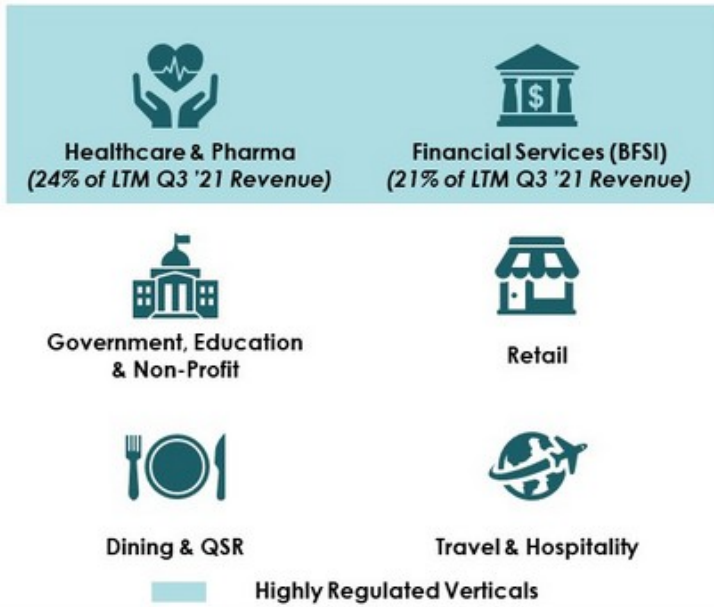 $
Healthcare & Pharma
(24% of LTM Q3 '21 Revenue)
Financial Services (BFSI)
(21% of LTM Q3 '21 Revenue)
Government, Education
& Non-Profit
Retail
Dining & QSR
Travel & Hospitality
Highly Regulated Verticals